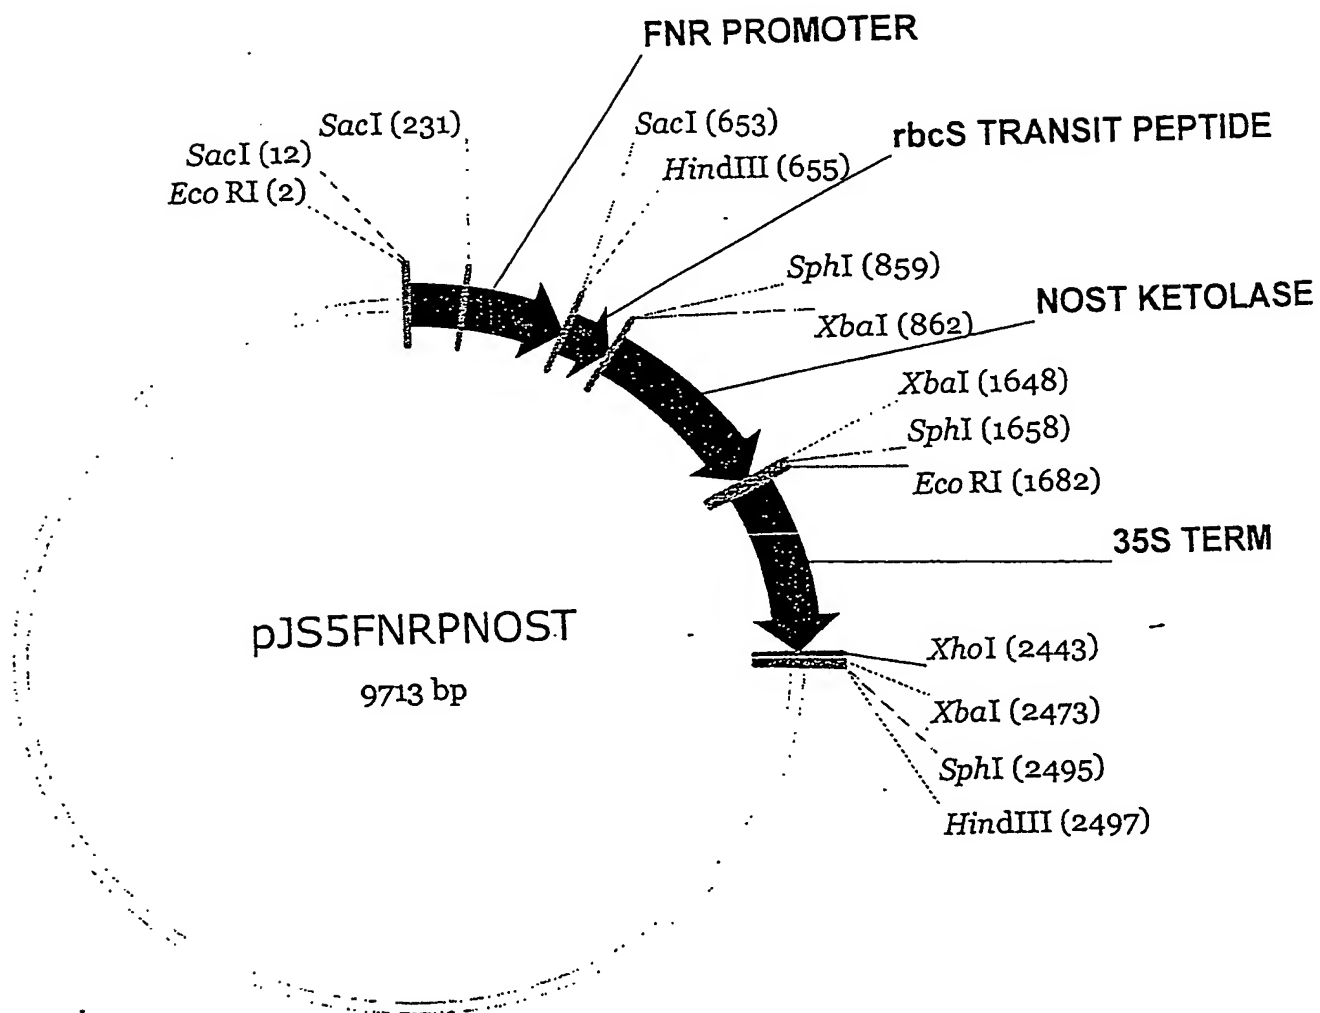 FNR PROMOTER
SacI (231)
SacI (653)
rbcS TRANSIT PEPTIDE
SacI (12)
HindIII (655)
Eco RI (2)
SphI (859)
NOST KETOLASE
XbaI (862)
XbaI (1648)
SphI (1658)
Eco RI (1682)
35S TERM
pJS5FNRPNOST
9713 bp
XhoI (2443)
XbaI (2473)
SphI (2495)
HindIII (2497)